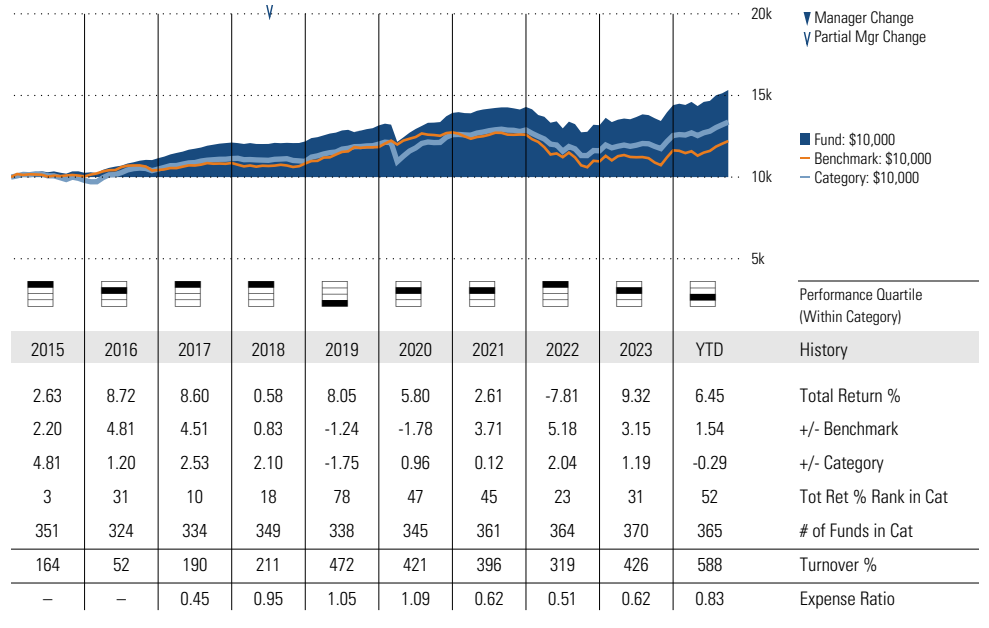 20k
▼ Manager Change
Partial Mgr Change
15k
Fund: $10,000
Benchmark: $10,000
Category: $10,000
10k
5k
Performance Quartile
(Within Category)
2015 2016 2017 2018 2019 2020 2021 2022 2023 YTD History
2.63 8.72 8.60 0.58 8.05 5.80 2.61 -7.81 9.32 6.45 Total Return %
2.20 4.81 4.51 0.83 -1.24 -1.78 3.71 5.18 3.15 1.54 +/- Benchmark
4.81 1.20 2.53 2.10 -1.75 0.96 0.12 2.04 1.19 -0.29 +/- Category
3 31 10 18 78 47 45 23 31 52 Tot Ret % Rank in Cat
351 324 334 349 338 345 361 364 370 365 # of Funds in Cat
164 52 190 211 472 421 396 319 426 588 Turnover %
– – 0.45 0.95 1.05 1.09 0.62 0.51 0.62 0.83 Expense Ratio